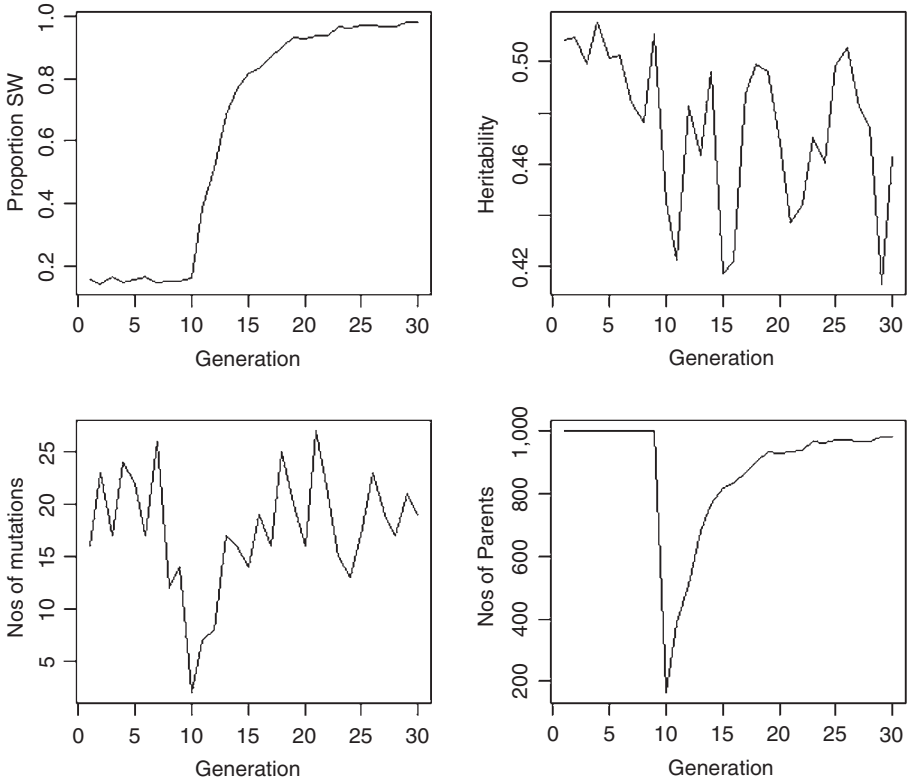 Proportion SW
1.0
0.8
0.6
0.4
0.2
0 5 10 15 20 25 30
Generation
Heritability
0.50
0.46
0.42
0 5 10 15 20 25 30
Generation
Nos of mutations
25
20
15
10
5
0 5 10 15 20 25 30
Generation
Nos of Parents
1,000
800
600
400
200
0 5 10 15 20 25 30
Generation